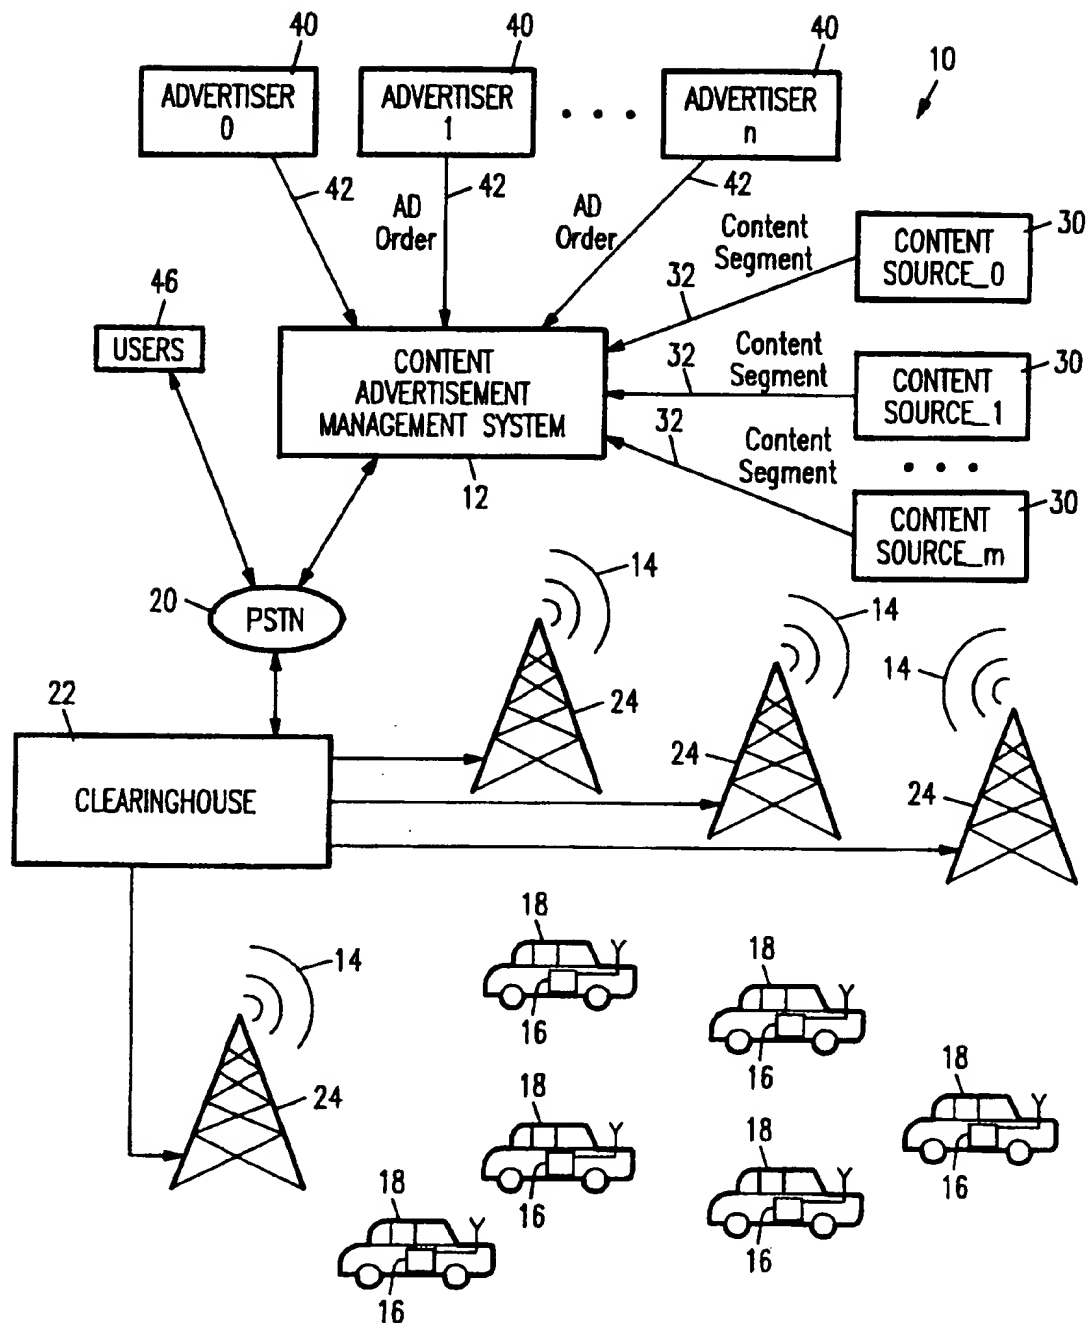 40
40
40
10
ADVERTISER
0
ADVERTISER
1
• • •
ADVERTISER
n
42
42
42
AD
Order
AD
Order
Content
Segment
30
CONTENT
SOURCE_0
46
USERS
32
CONTENT
ADVERTISEMENT
MANAGEMENT SYSTEM
32
Content
Segment
30
CONTENT
SOURCE_1
32
Content
Segment
• • •
30
CONTENT
SOURCE_m
12
20
PSTN
14
14
14
22
24
24
24
CLEARINGHOUSE
14
24
18
16
18
16
18
16
18
16
18
16
18
16